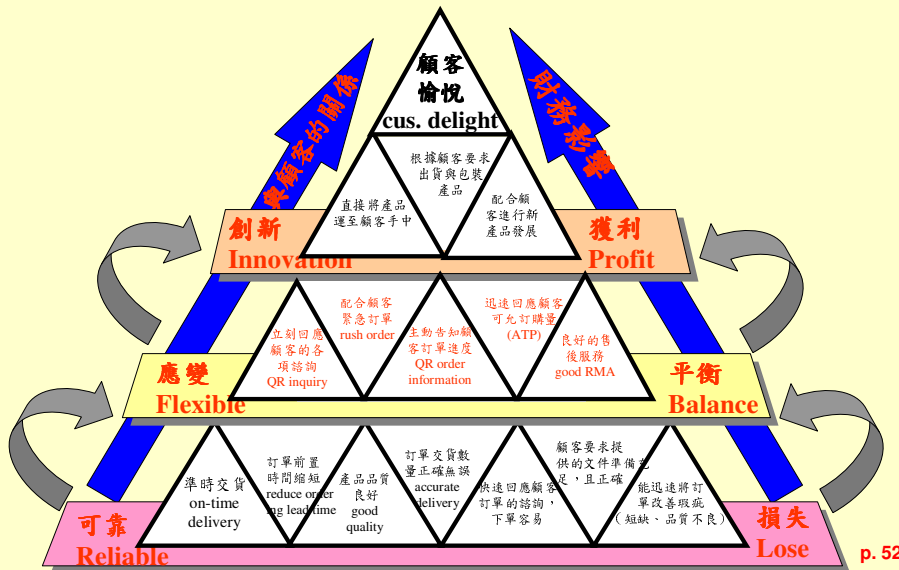 顧客
愉悅
cus. delight
與顧客的關係
財務影響
直接將產品
運至顧客手中
根據顧客要求
出貨與包裝
產品
配合顧
客進行新
產品發展
創新
Innovation
獲利
Profit
立刻回應
顧客的各
項諮詢
QR inquiry
配合顧客
緊急訂單
rush order
主動告知顧
客訂單進度
QR order
information
迅速回應顧客
可允訂購量
(ATP)
良好的售
後服務
good RMA
應變
Flexible
平衡
Balance
準時交貨
on-time
delivery
訂單前置
時間縮短
reduce order
ing lead time
產品品質
良好
good
quality
訂單交貨數
量正確無誤
accurate
delivery
快速回應顧客
訂單的諮詢，
下單容易
顧客要求提
供的文件準備充
足，且正確
能迅速將訂
單改善瑕疵
（短缺、品質不良）
可靠
Reliable
損失
Lose
p. 52